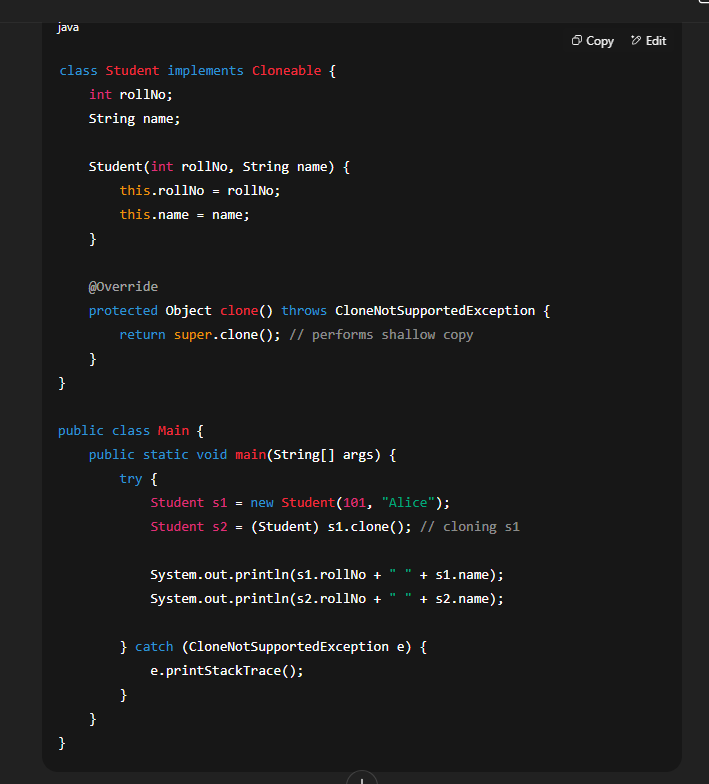 java
Copy Edit
class Student implements Cloneable {
    int rollNo;
    String name;

    Student(int rollNo, String name) {
        this.rollNo = rollNo;
        this.name = name;
    }

    @Override
    protected Object clone() throws CloneNotSupportedException {
        return super.clone(); // performs shallow copy
    }
}

public class Main {
    public static void main(String[] args) {
        try {
            Student s1 = new Student(101, "Alice");
            Student s2 = (Student) s1.clone(); // cloning s1

            System.out.println(s1.rollNo + " " + s1.name);
            System.out.println(s2.rollNo + " " + s2.name);

        } catch (CloneNotSupportedException e) {
            e.printStackTrace();
        }
    }
}